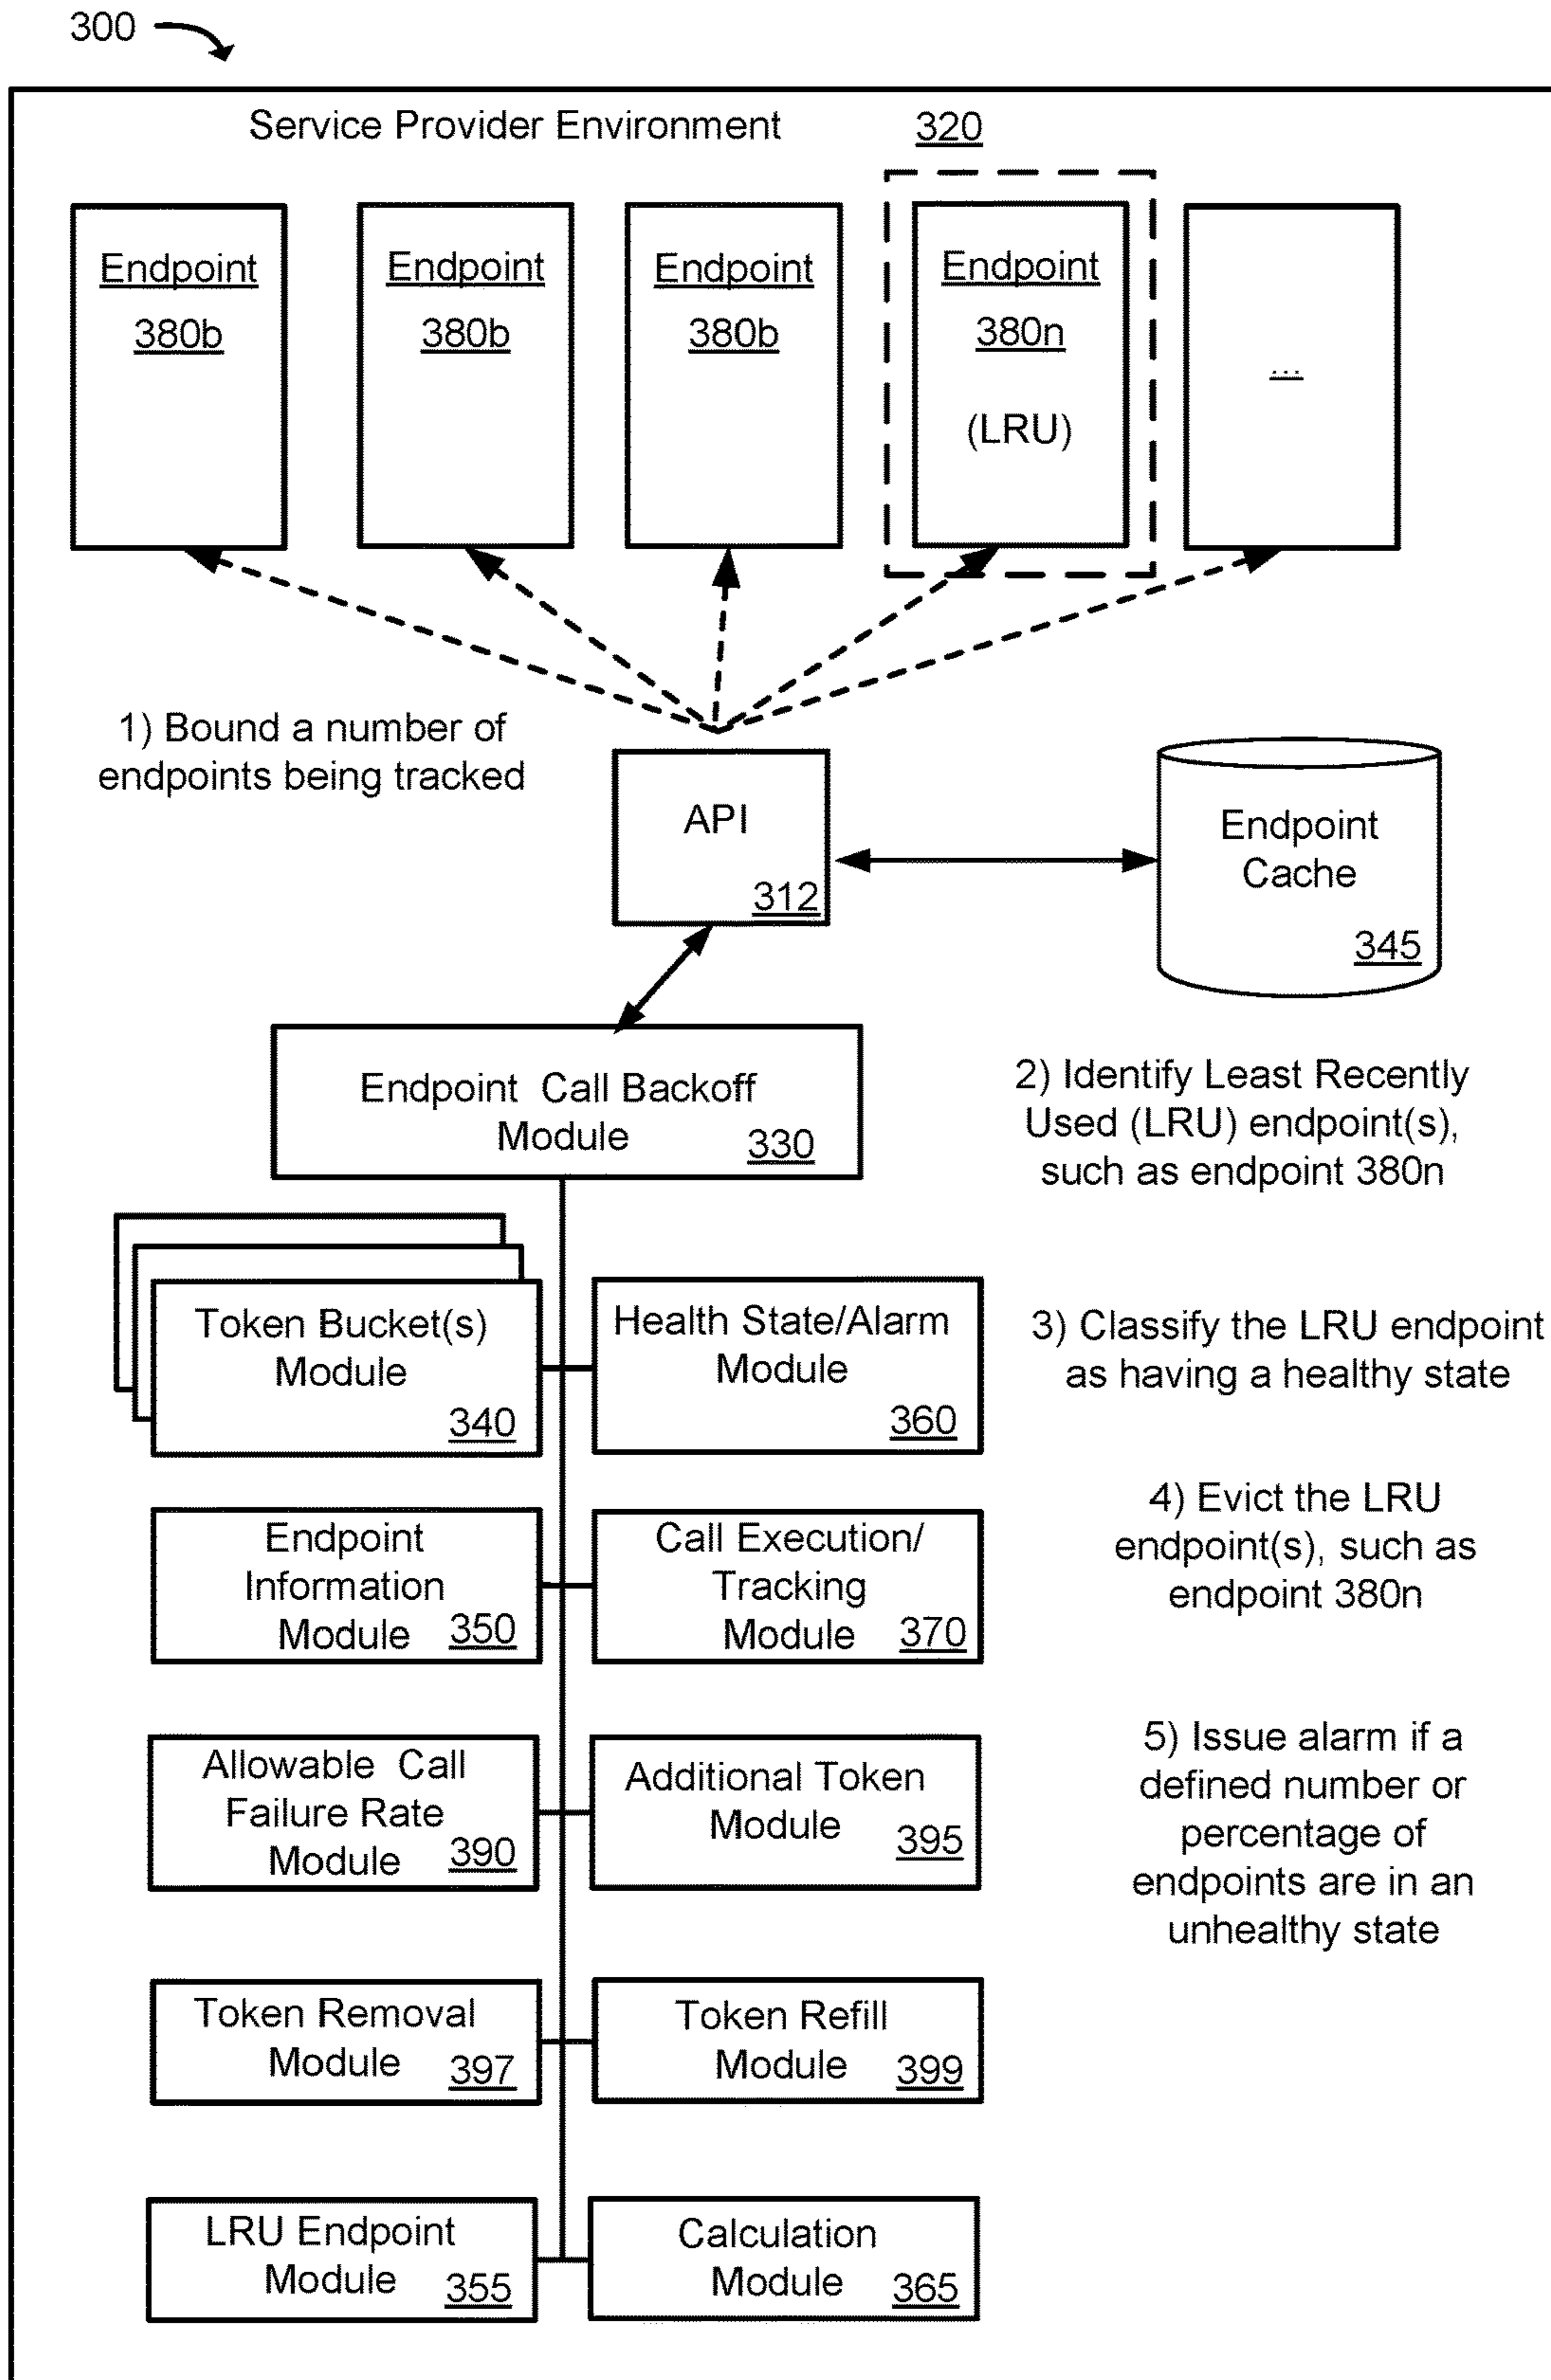 300
Service Provider Environment
320
Endpoint
380b
Endpoint
380b
Endpoint
380b
Endpoint
380n
(LRU)
...
1) Bound a number of
endpoints being tracked
API
312
Endpoint
Cache
345
Endpoint Call Backoff
Module 330
2) Identify Least Recently
Used (LRU) endpoint(s),
such as endpoint 380n
Token Bucket(s)
Module
340
Health State/Alarm
Module
360
3) Classify the LRU endpoint
as having a healthy state
Endpoint
Information
Module 350
Call Execution/
Tracking
Module 370
4) Evict the LRU
endpoint(s), such as
endpoint 380n
Allowable Call
Failure Rate
Module 390
Additional Token
Module 395
5) Issue alarm if a
defined number or
percentage of
endpoints are in an
unhealthy state
Token Removal
Module 397
Token Refill
Module 399
LRU Endpoint
Module 355
Calculation
Module 365